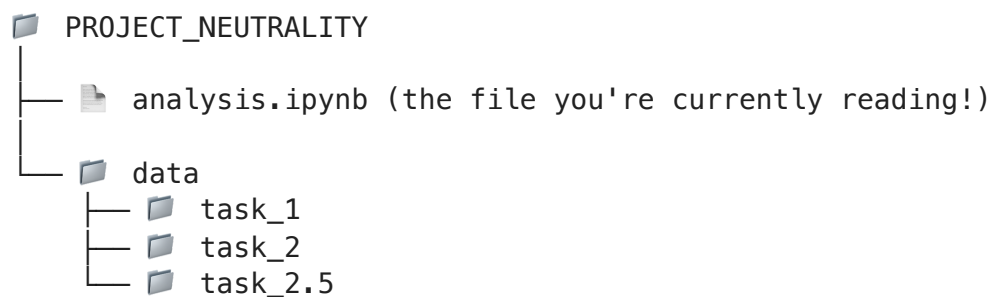 PROJECT_NEUTRALITY
analysis.ipynb (the file you're currently reading!)
data
task_1
task_2
task_2.5